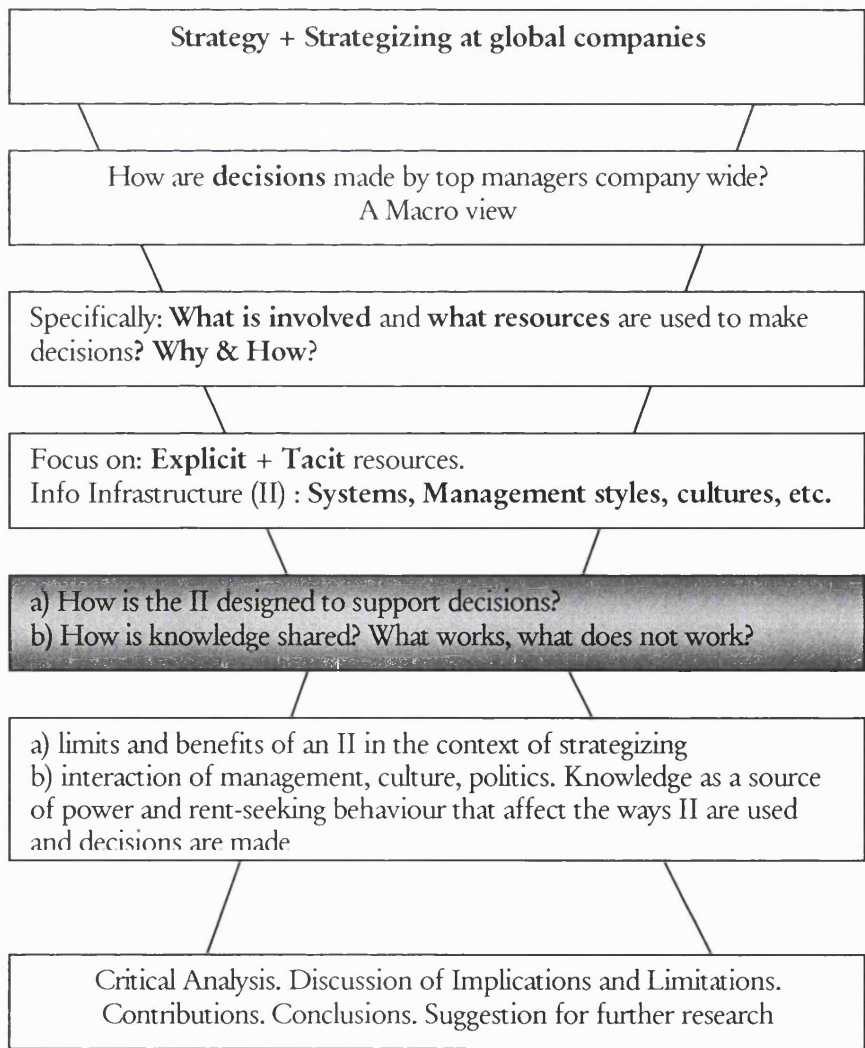 Strategy + Strategizing at global companies
How are decisions made by top managers company wide?
A Macro view
Specifically: What is involved and what resources are used to make
decisions? Why & How?
Focus on: Explicit + Tacit resources.
Info Infrastructure (II) : Systems, Management styles, cultures, etc.
a) How is the II designed to support decisions?
b) How is knowledge shared? What works, what does not work?
a) limits and benefits of an II in the context of strategizing
b) interaction of management, culture, politics. Knowledge as a source
of power and rent-seeking behaviour that affect the ways II are used
and decisions are made
Critical Analysis. Discussion of Implications and Limitations.
Contributions. Conclusions. Suggestion for further research